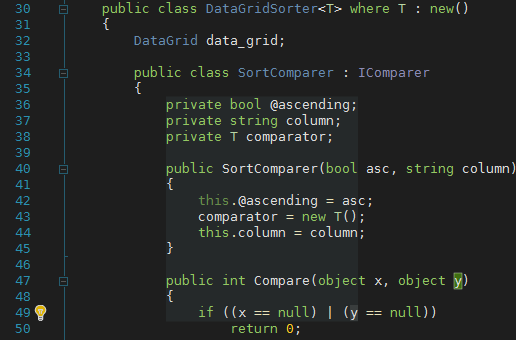 30 public class DataGridSorter<T> where T : new()
31 {
32 DataGrid data_grid;
33
34 public class SortComparer : IComparer
35 {
36 private bool @ascending;
37 private string column;
38 private T comparator;
39
40 public SortComparer(bool asc, string column)
41 {
42 this.@ascending = asc;
43 comparator = new T();
44 this.column = column;
45 }
46
47 public int Compare(object x, object y)
48 {
49 if ((x == null) | (y == null))
50 return 0;